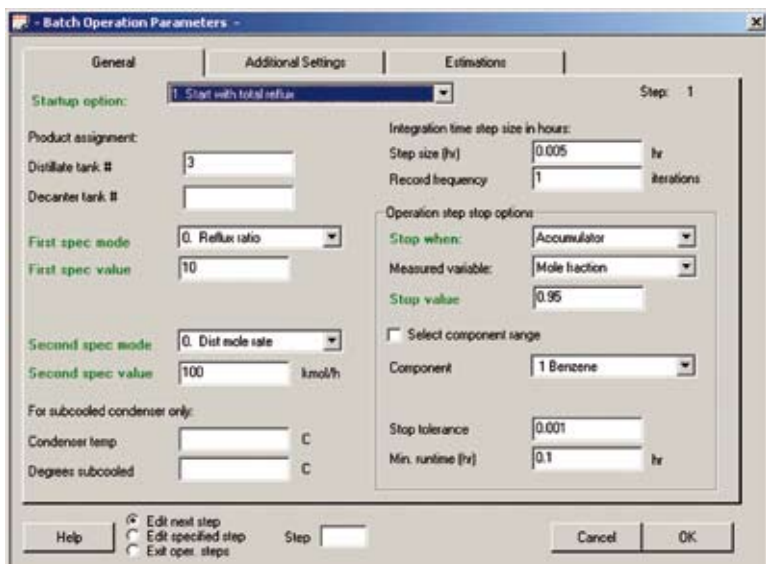 - Batch Operation Parameters -
General
Additional Settings
Estimations
Startup option:
1 Start with total reflux
Step: 1
Product assignment:
Distillate tank #
3
Decanter tank #
First spec mode
0. Reflux ratio
First spec value
10
Second spec mode
0. Dist mole rate
Second spec value
100
kmol/h
For subcooled condenser only:
Condenser temp
C
Degrees subcooled
C
Integration time step size in hours:
Step size (hr)
0.005
hr
Record frequency
1
iterations
Operation step stop options
Stop when:
Accumulator
Measured variable:
Mole fraction
Stop value
0.95
Select component range
Component
1 Benzene
Stop tolerance
0.001
Min. runtime (hr)
0.1
hr
Help
Edit next step
Edit specified step
Exit oper. steps
Step
Cancel
OK